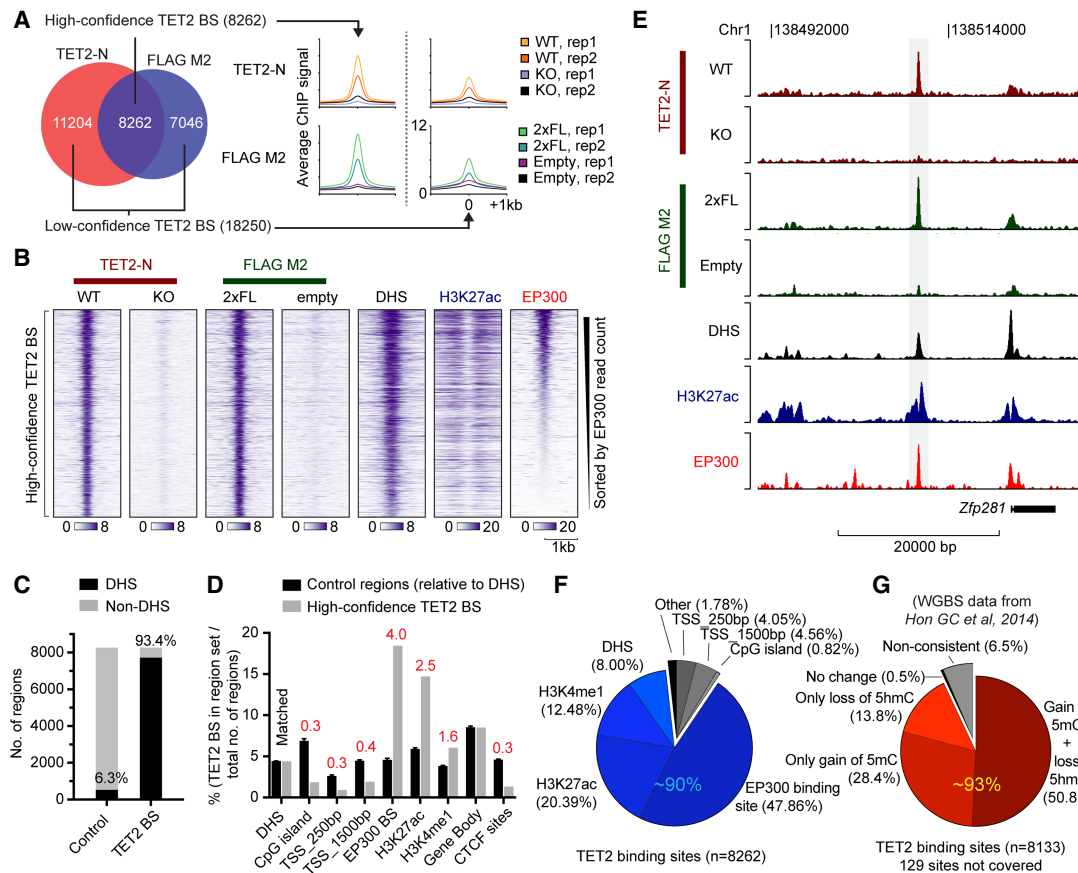 A
High-confidence TET2 BS (8262)
TET2-N
FLAG M2
11204
8262
7046
Low-confidence TET2 BS (18250)
TET2-N
FLAG M2
Average ChIP signal
12
0
0
+1kb
WT, rep1
WT, rep2
KO, rep1
KO, rep2
2xFL, rep1
2xFL, rep2
Empty, rep1
Empty, rep2
B
TET2-N
FLAG M2
WT
KO
2xFL
empty
DHS
H3K27ac
EP300
High-confidence TET2 BS
Sorted by EP300 read count
0 8
0 8
0 8
0 8
0 8
0 20
0 20
1kb
C
DHS
Non-DHS
No. of regions
8000
6000
4000
2000
0
6.3%
93.4%
Control
TET2 BS
D
Control regions (relative to DHS)
High-confidence TET2 BS
% (TET2 BS in region set /
total no. of regions)
20
15
10
5
0
Matched
0.3
0.3
0.4
4.0
2.5
1.6
0.3
DHS
CpG island
TSS_250bp
TSS_1500bp
EP300 BS
H3K27ac
H3K4me1
Gene Body
CTCF sites
E
Chr1
|138492000
|138514000
TET2-N
FLAG M2
WT
KO
2xFL
Empty
DHS
H3K27ac
EP300
Zfp281
20000 bp
F
Other (1.78%)
TSS_250bp (4.05%)
TSS_1500bp (4.56%)
CpG island (0.82%)
DHS
(8.00%)
H3K4me1
(12.48%)
H3K27ac
(20.39%)
~90%
EP300 binding
site (47.86%)
TET2 binding sites (n=8262)
G
(WGBS data from
Hon GC et al, 2014)
Non-consistent (6.5%)
No change (0.5%)
Only loss of 5hmC
(13.8%)
Only gain of 5mC
(28.4%)
~93%
Gain
5mC
+
loss
5hm
(50.8
TET2 binding sites (n=8133)
129 sites not covered